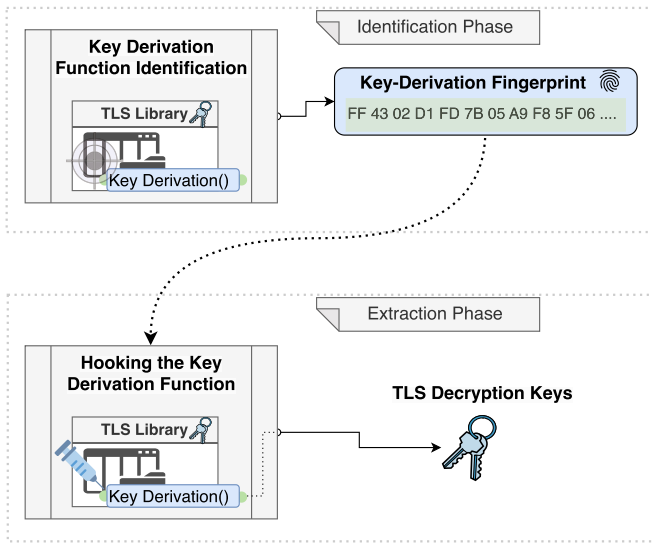 Identification Phase
Key Derivation
Function Identification
TLS Library
Key Derivation()
Key-Derivation Fingerprint
FF 43 02 D1 FD 7B 05 A9 F8 5F 06 ....
Extraction Phase
Hooking the Key
Derivation Function
TLS Library
Key Derivation()
TLS Decryption Keys